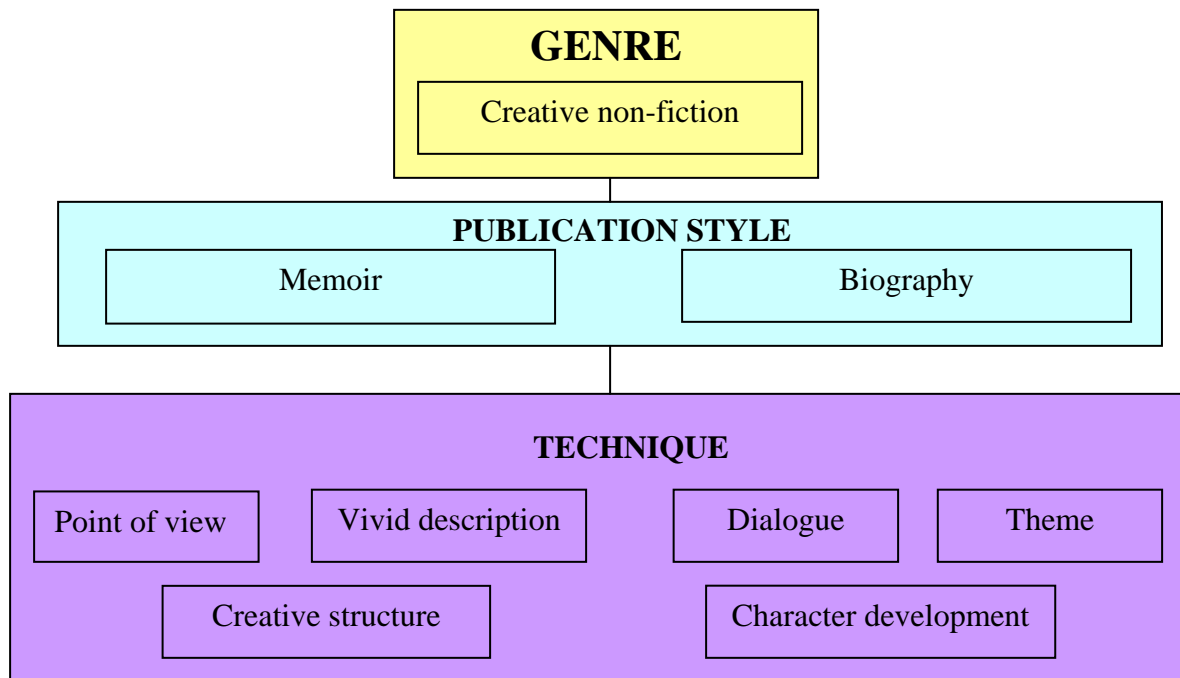 GENRE
Creative non-fiction
PUBLICATION STYLE
Memoir
Biography
TECHNIQUE
Point of view
Vivid description
Dialogue
Theme
Creative structure
Character development